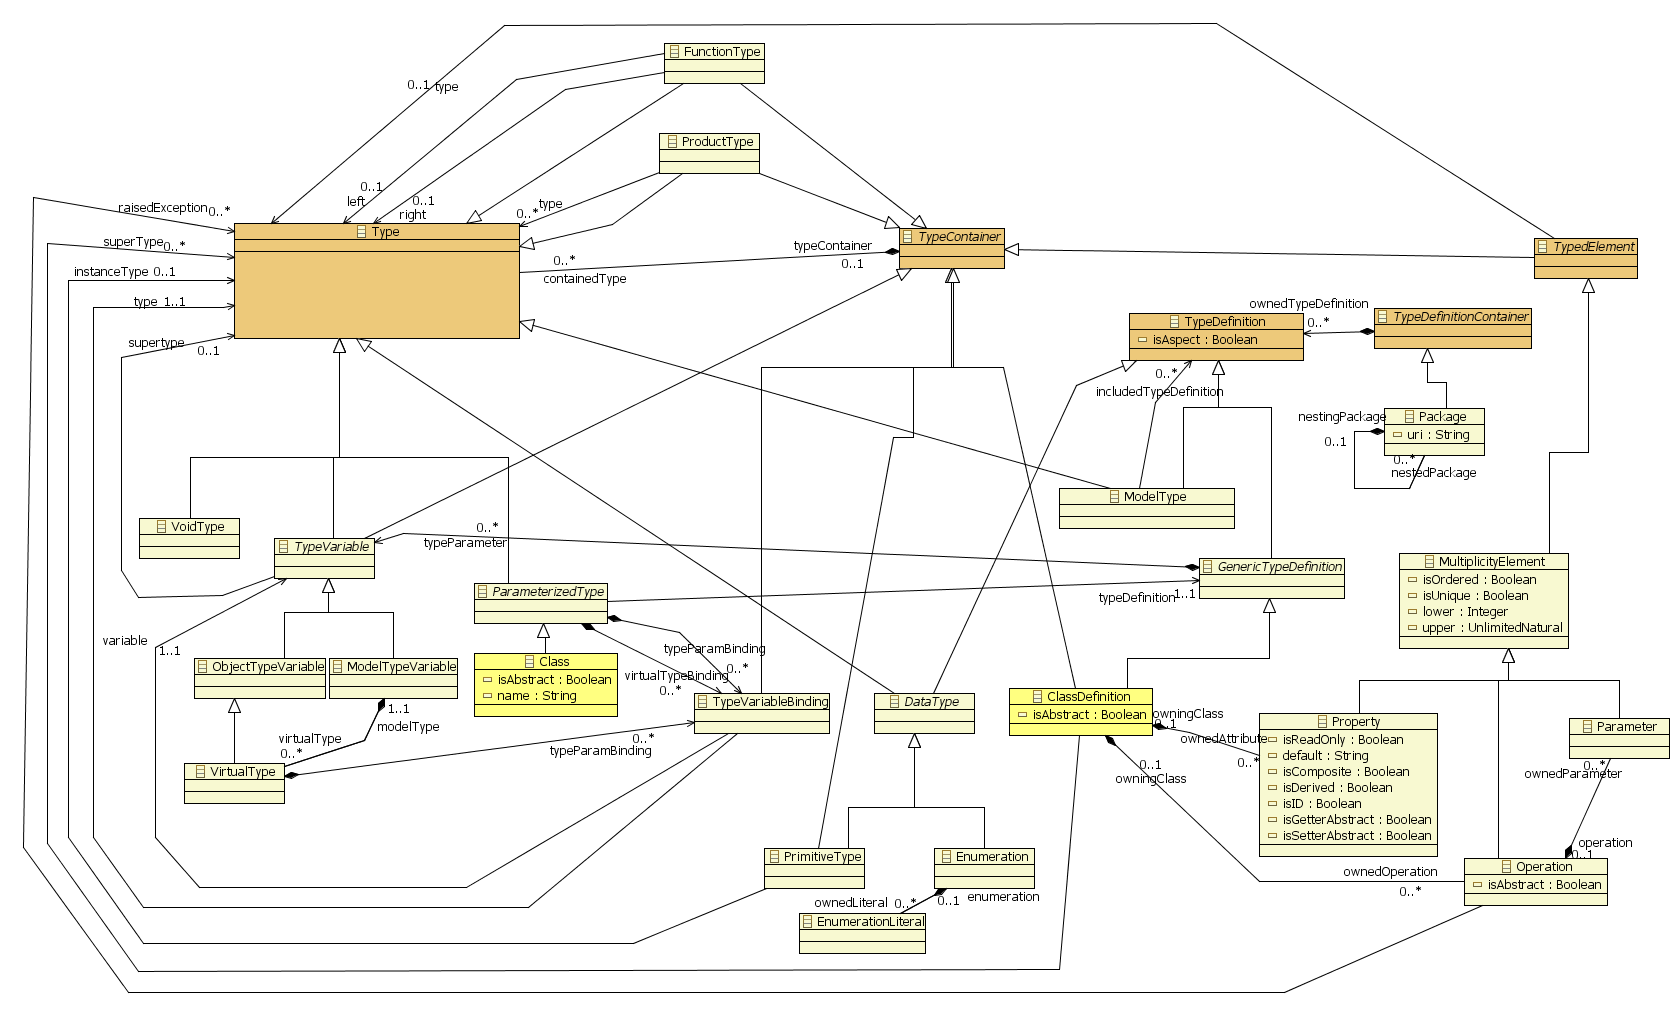 FunctionType
0..1 type
ProductType
0..1
left
0..1
right
raisedException 0..*
0..* type
Type
TypeContainer
TypedElement
superType 0..*
typeContainer
0..1
0..*
containedType
instanceType 0..1
type 1..1
supertype
0..1
ownedTypeDefinition
0..*
TypeDefinition
isAspect : Boolean
TypeDefinitionContainer
0..*
includedTypeDefinition
nestingPackage
0..1
Package
uri : String
0..*
nestedPackage
ModelType
VoidType
0..*
typeParameter
TypeVariable
GenericTypeDefinition
typeDefinition 1..1
MultiplicityElement
isOrdered : Boolean
isUnique : Boolean
lower : Integer
upper : UnlimitedNatural
ParameterizedType
variable
1..1
typeParamBinding
0..*
virtualTypeBinding
0..*
Class
isAbstract : Boolean
name : String
ObjectTypeVariable
ModelTypeVariable
1..1
modelType
virtualType
0..*
VirtualType
TypeVariableBinding
0..*
typeParamBinding
DataType
ClassDefinition
isAbstract : Boolean
owningClass
0..1
ownedAttribute
0..*
0..1
owningClass
Property
isReadOnly : Boolean
default : String
isComposite : Boolean
isDerived : Boolean
isID : Boolean
isGetterAbstract : Boolean
isSetterAbstract : Boolean
Parameter
0..*
ownedParameter
operation
0..1
PrimitiveType
Enumeration
ownedLiteral 0..*
0..1 enumeration
EnumerationLiteral
ownedOperation
0..*
Operation
isAbstract : Boolean